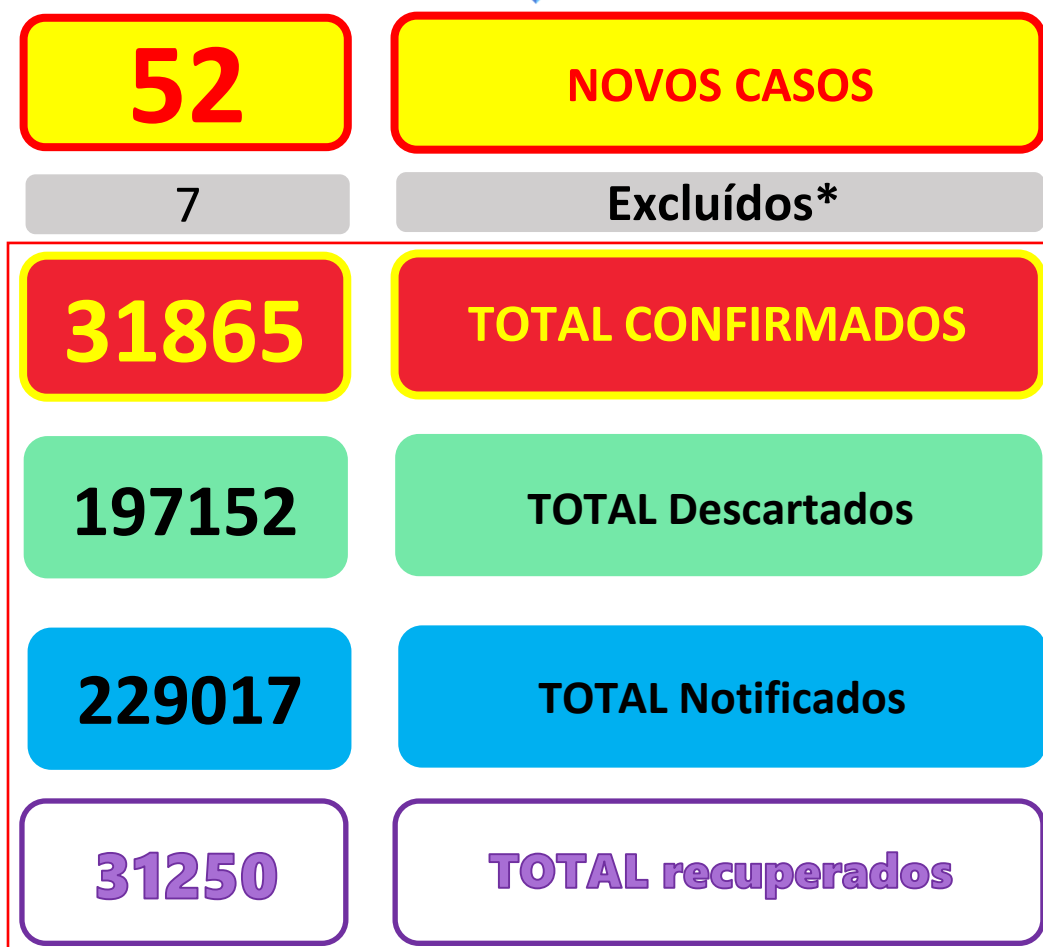 52 NOVOS CASOS
7 Excluídos*
31865 TOTAL CONFIRMADOS
197152 TOTAL Descartados
229017 TOTAL Notificados
31250 TOTAL recuperados